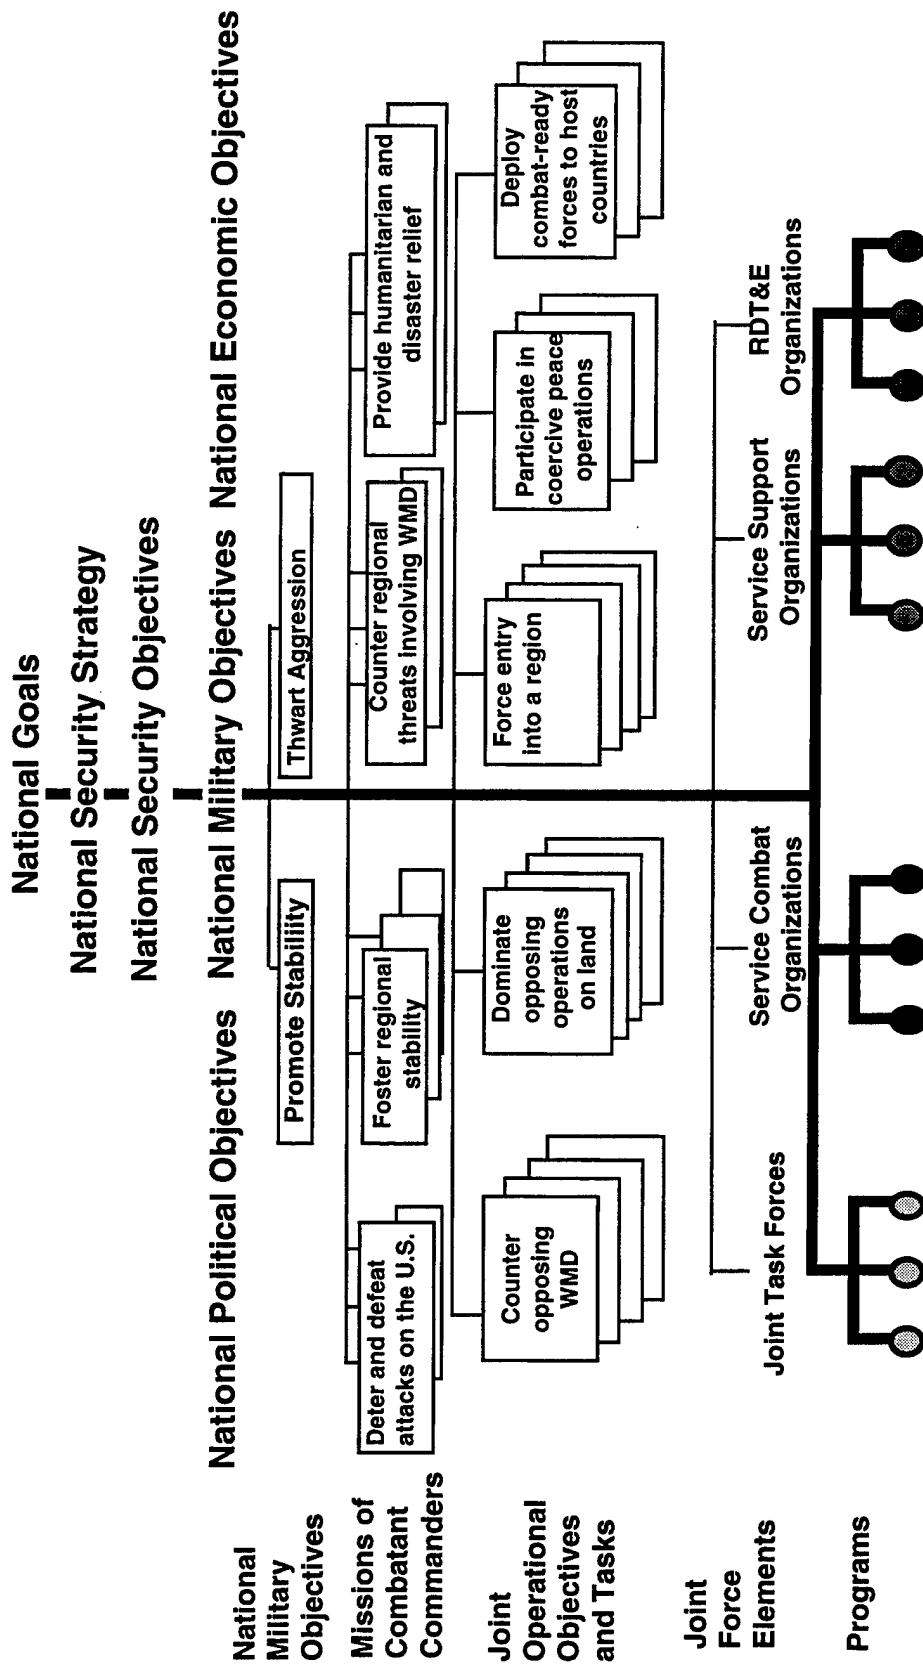 National Goals
National Security Strategy
National Security Objectives
National Political Objectives National Military Objectives National Economic Objectives
National
Military
Objectives
Promote Stability
Thwart Aggression
Missions of
Combatant
Commanders
Deter and defeat
attacks on the U.S.
Foster regional
stability
Counter regional
threats involving WMD
Provide humanitarian and
disaster relief
Joint
Operational
Objectives
and Tasks
Counter
opposing
WMD
Dominate
opposing
operations
on land
Force entry
into a region
Participate in
coercive peace
operations
Deploy
combat-ready
forces to host
countries
Joint
Force
Elements
Joint Task Forces
Service Combat
Organizations
Service Support
Organizations
RDT&E
Organizations
Programs